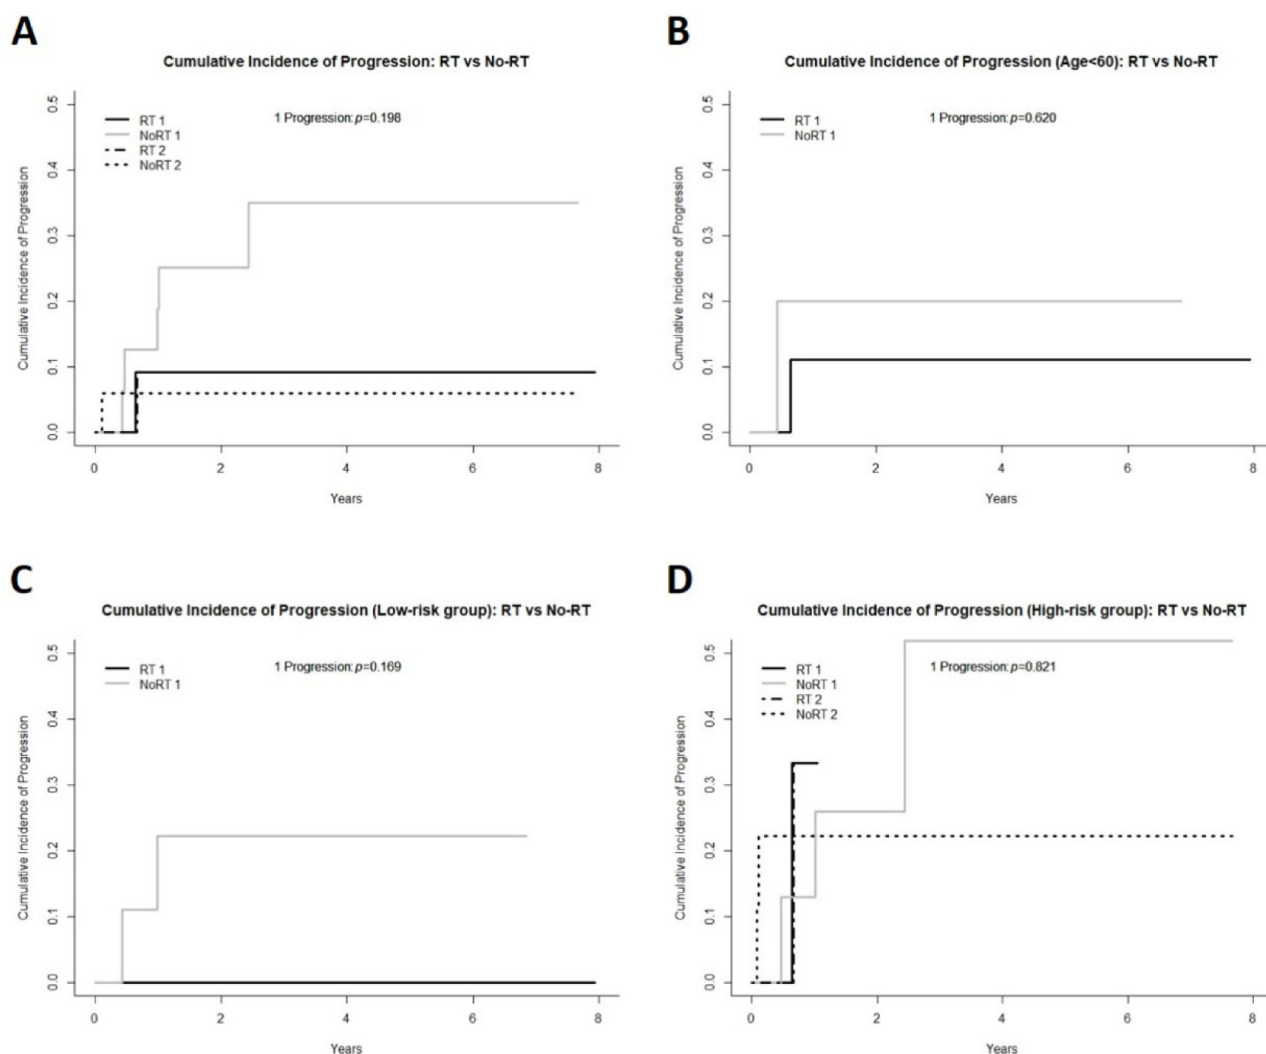 A
Cumulative Incidence of Progression: RT vs No-RT
Cumulative Incidence of Progression
0.5
0.4
0.3
0.2
0.1
0.0
RT 1
NoRT 1
RT 2
NoRT 2
1 Progression: p=0.198
0 2 4 6 8
Years
B
Cumulative Incidence of Progression (Age<60): RT vs No-RT
Cumulative Incidence of Progression
0.5
0.4
0.3
0.2
0.1
0.0
RT 1
NoRT 1
1 Progression: p=0.620
0 2 4 6 8
Years
C
Cumulative Incidence of Progression (Low-risk group): RT vs No-RT
Cumulative Incidence of Progression
0.5
0.4
0.3
0.2
0.1
0.0
RT 1
NoRT 1
1 Progression: p=0.169
0 2 4 6 8
Years
D
Cumulative Incidence of Progression (High-risk group): RT vs No-RT
Cumulative Incidence of Progression
0.5
0.4
0.3
0.2
0.1
0.0
RT 1
NoRT 1
RT 2
NoRT 2
1 Progression: p=0.821
0 2 4 6 8
Years